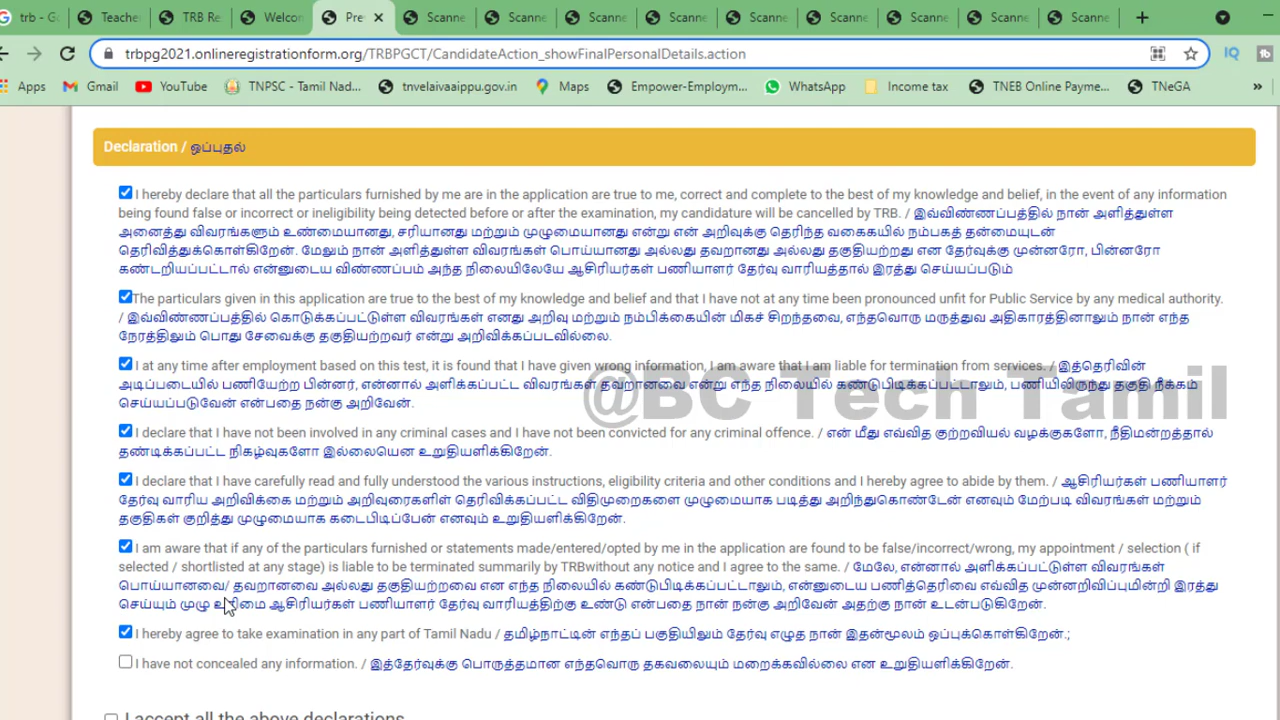 trb - G
Teache
TRB Re
Welcon
Pre
Scanne
Scanne
Scanne
Scanne
Scanne
Scanne
Scanne
Scanne
Scanne
trbpg2021.onlineregistrationform.org/TRBPGCT/CandidateAction_showFinalPersonalDetails.action
IQ
tb
Apps
Gmail
YouTube
TNPSC - Tamil Nad...
tnvelaivaaippu.gov.in
Maps
Empower-Employm...
WhatsApp
Income tax
TNEB Online Payme...
TNeGA
»
Declaration / ஒப்புதல்
I hereby declare that all the particulars furnished by me are in the application are true to me, correct and complete to the best of my knowledge and belief, in the event of any information
being found false or incorrect or ineligibility being detected before or after the examination, my candidature will be cancelled by TRB. / இவ்விண்ணப்பத்தில் நான் அளித்துள்ள
அனைத்து விவரங்களும் உண்மையானது, சரியானது மற்றும் முழுமையானது என்று என் அறிவுக்கு தெரிந்த வகையில் நம்பகத் தன்மையுடன்
தெரிவித்துக்கொள்கிறேன். மேலும் நான் அளித்துள்ள விவரங்கள் பொய்யானது அல்லது தவறானது அல்லது தகுதியற்றது என தேர்வுக்கு முன்னரோ, பின்னரோ
கண்டறியப்பட்டால் என்னுடைய விண்ணப்பம் அந்த நிலையிலேயே ஆசிரியர்கள் பணியாளர் தேர்வு வாரியத்தால் இரத்து செய்யப்படும்
The particulars given in this application are true to the best of my knowledge and belief and that I have not at any time been pronounced unfit for Public Service by any medical authority.
/ இவ்விண்ணப்பத்தில் கொடுக்கப்பட்டுள்ள விவரங்கள் எனது அறிவு மற்றும் நம்பிக்கையின் மிகச் சிறந்தவை, எந்தவொரு மருத்துவ அதிகாரத்தினாலும் நான் எந்த
நேரத்திலும் பொது சேவைக்கு தகுதியற்றவர் என்று அறிவிக்கப்படவில்லை.
I at any time after employment based on this test, it is found that I have given wrong information, I am aware that I am liable for termination from services. / இத்தெரிவின்
அடிப்படையில் பணியேற்ற பின்னர், என்னால் அளிக்கப்பட்ட விவரங்கள் தவறானவை என்று எந்த நிலையில் கண்டுபிடிக்கப்பட்டாலும், பணியிலிருந்து தகுதி நீக்கம்
செய்யப்படுவேன் என்பதை நன்கு அறிவேன்.
@BC Tech Tamil
I declare that I have not been involved in any criminal cases and I have not been convicted for any criminal offence. / என் மீது எவ்வித குற்றவியல் வழக்குகளோ, நீதிமன்றத்தால்
தண்டிக்கப்பட்ட நிகழ்வுகளோ இல்லையென உறுதியளிக்கிறேன்.
I declare that I have carefully read and fully understood the various instructions, eligibility criteria and other conditions and I hereby agree to abide by them. / ஆசிரியர்கள் பணியாளர்
தேர்வு வாரிய அறிவிக்கை மற்றும் அறிவுரைகளின் தெரிவிக்கப்பட்ட விதிமுறைகளை முழுமையாக படித்து அறிந்துகொண்டேன் எனவும் மேற்படி விவரங்கள் மற்றும்
தகுதிகள் குறித்து முழுமையாக கடைபிடிப்பேன் எனவும் உறுதியளிக்கிறேன்.
I am aware that if any of the particulars furnished or statements made/entered/opted by me in the application are found to be false/incorrect/wrong, my appointment / selection ( if
selected / shortlisted at any stage) is liable to be terminated summarily by TRBwithout any notice and I agree to the same. / மேலே, என்னால் அளிக்கப்பட்ட விவரங்கள்
பொய்யானவை/ தவறானவை அல்லது தகுதியற்றவை என எந்த நிலையில் கண்டுபிடிக்கப்பட்டாலும், என்னுடைய பணித்தெரிவை எவ்வித முன்னறிவிப்புமின்றி இரத்து
செய்யும் முழு உரிமை ஆசிரியர்கள் பணியாளர் தேர்வு வாரியத்திற்கு உண்டு என்பதை நான் நன்கு அறிவேன் அதற்கு நான் உடன்படுகிறேன்.
I hereby agree to take examination in any part of Tamil Nadu / தமிழ்நாட்டின் எந்தப் பகுதியிலும் தேர்வு எழுத நான் இதன்மூலம் ஒப்புக்கொள்கிறேன்.;
I have not concealed any information. / இத்தேர்வுக்கு பொருத்தமான எந்தவொரு தகவலையும் மறைக்கவில்லை என உறுதியளிக்கிறேன்.
I accept all the above declarations